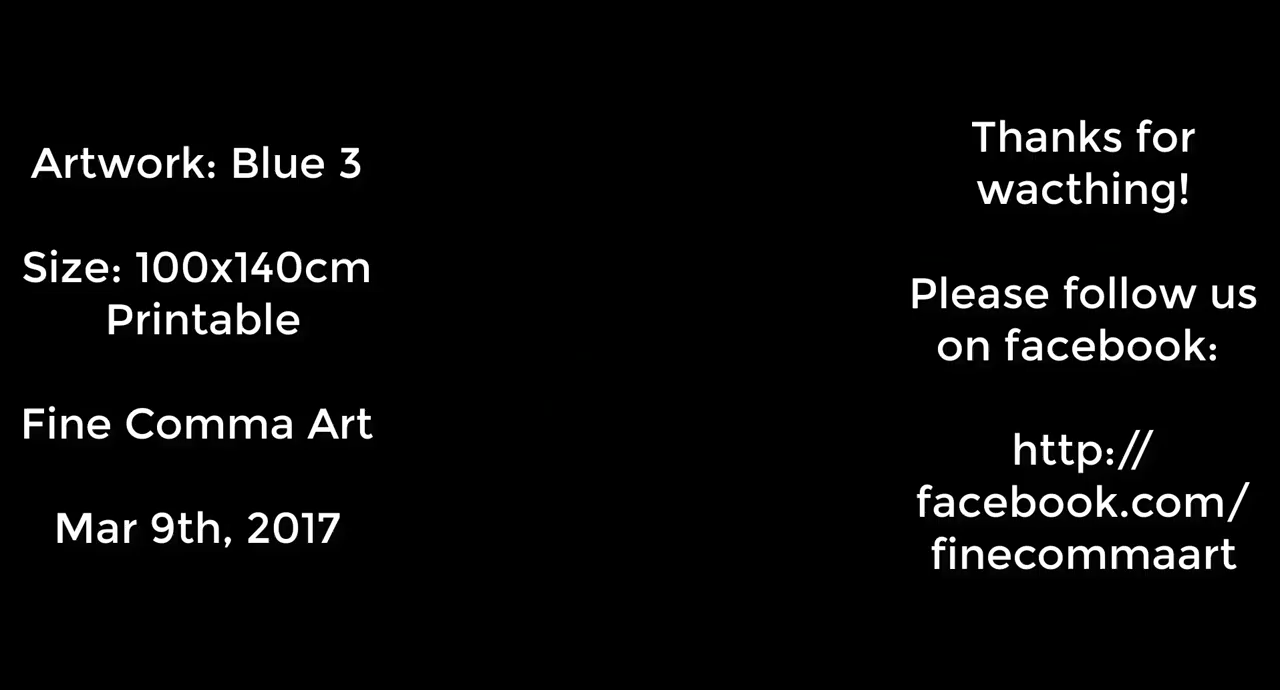 Artwork: Blue 3
Size: 100x140cm
Printable
Fine Comma Art
Mar 9th, 2017
Thanks for
wacthing!
Please follow us
on facebook:
http://
facebook.com/
finecommaart